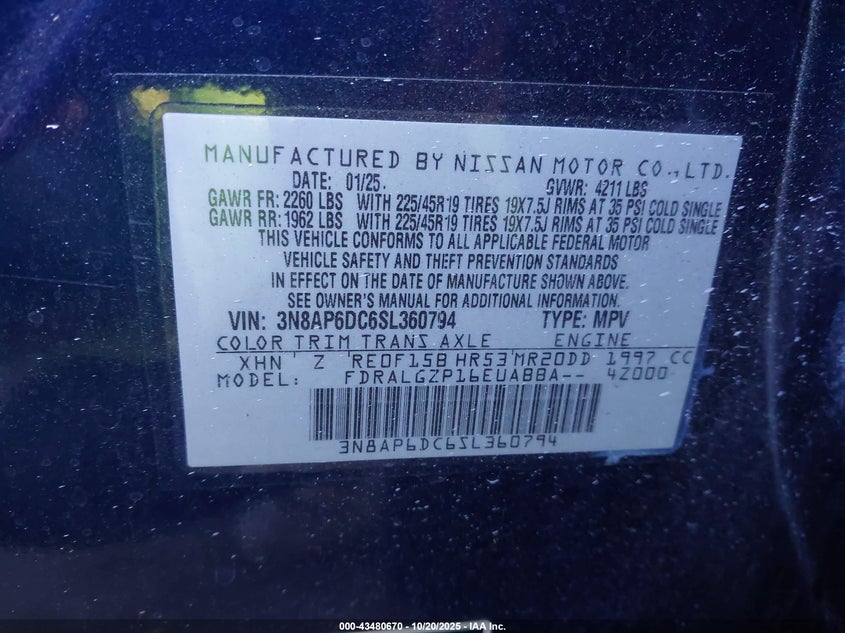 MANUFACTURED BY NISSAN MOTOR CO., LTD.
DATE: 01/25. GVWR: 4211 LBS
GAWR FR: 2260 LBS WITH 225/45R19 TIRES 19X7.5J RIMS AT 35 PSI COLD SINGLE
GAWR RR: 1962 LBS WITH 225/45R19 TIRES 19X7.5J RIMS AT 35 PSI COLD SINGLE
THIS VEHICLE CONFORMS TO ALL APPLICABLE FEDERAL MOTOR
VEHICLE SAFETY AND THEFT PREVENTION STANDARDS
IN EFFECT ON THE DATE OF MANUFACTURE SHOWN ABOVE.
SEE OWNER'S MANUAL FOR ADDITIONAL INFORMATION.
VIN: 3N8AP6DC6SL360794 TYPE: MPV
COLOR TRIM TRANS AXLE ENGINE
XHN Z RE0F15B HR53 MR20DD 1997 CC
MODEL: FDRALGZP16EUABBA-- 4Z000
3N8AP6DC6SL360794
000-43480670 - 10/20/2025 - IAA Inc.